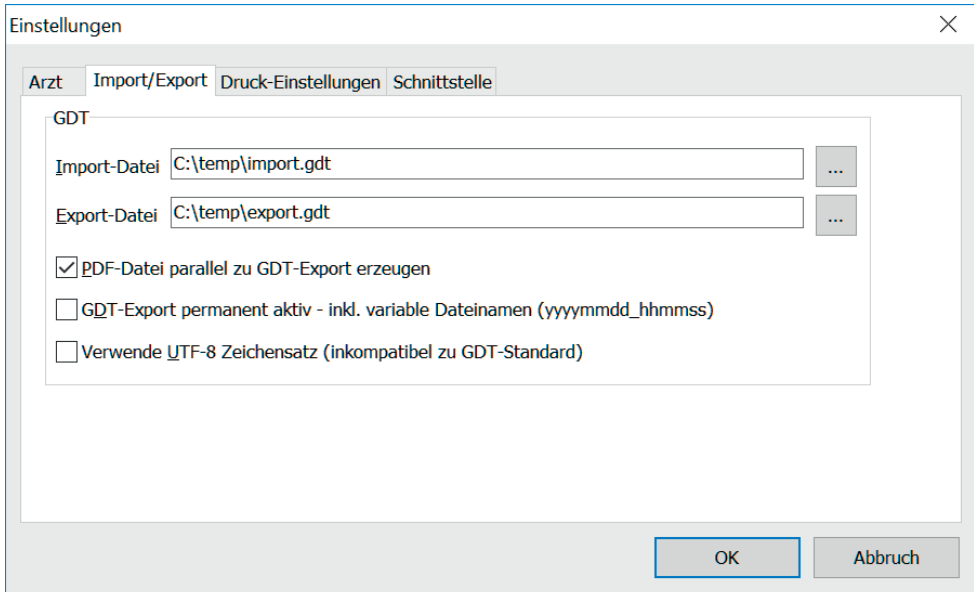 Einstellungen
Arzt Import/Export Druck-Einstellungen Schnittstelle
GDT
Import-Datei C:\temp\import.gdt ...
Export-Datei C:\temp\export.gdt ...
PDF-Datei parallel zu GDT-Export erzeugen
GDT-Export permanent aktiv - inkl. variable Dateinamen (yyyymmdd_hhmmss)
Verwende UTF-8 Zeichensatz (inkompatibel zu GDT-Standard)
OK Abbruch